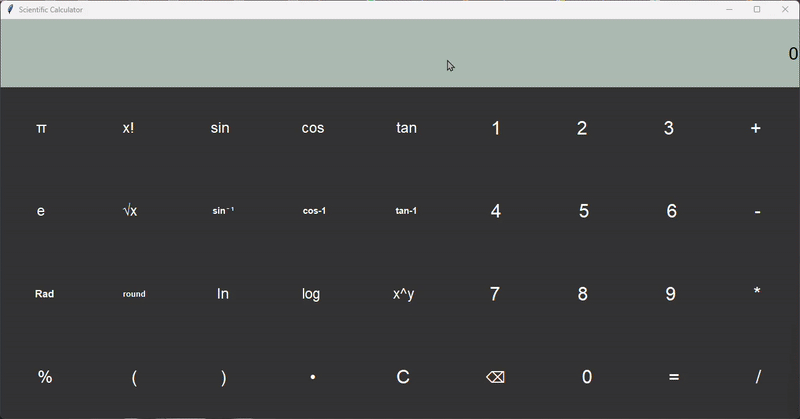 Scientific Calculator
0
π x! sin cos tan 1 2 3 +
e √x sin⁻¹ cos-1 tan-1 4 5 6 -
Rad round ln log x^y 7 8 9 *
% ( ) • C ⌫ 0 = /